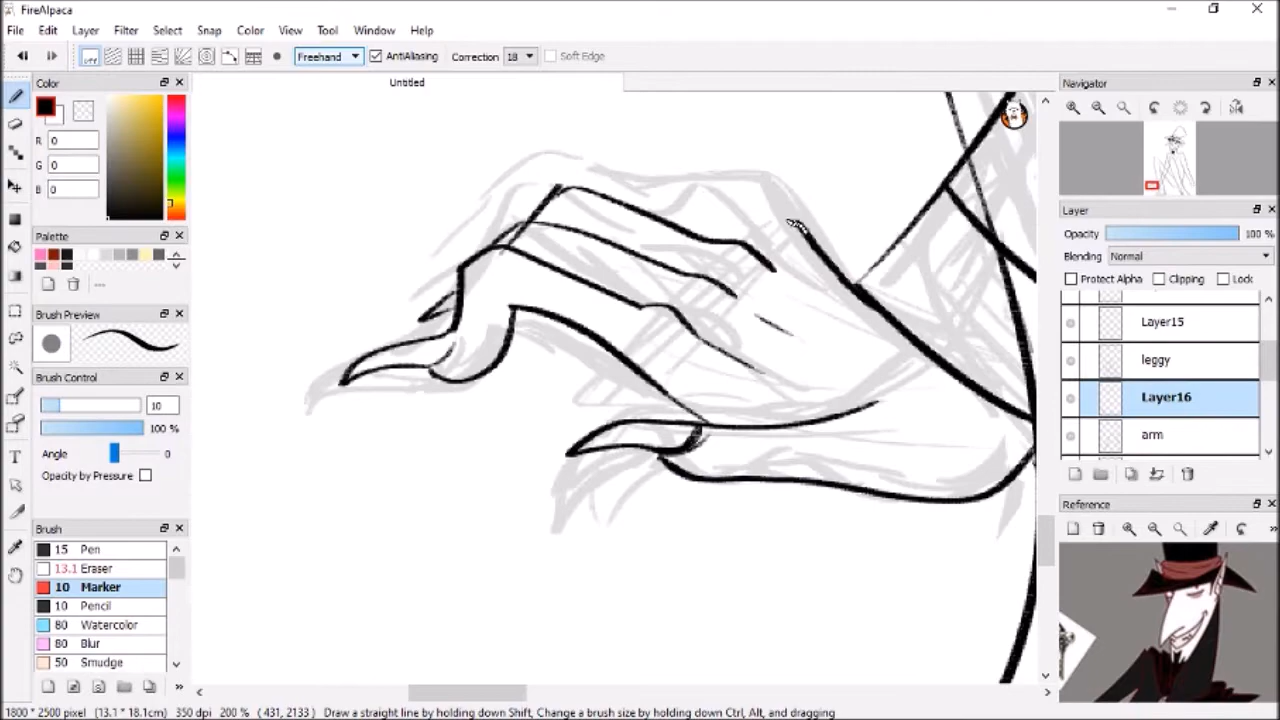 FireAlpaca
File Edit Layer Filter Select Snap Color View Tool Window Help
OFF Freehand AntiAliasing Correction 18 Soft Edge
Color
Untitled
Navigator
R 0
G 0
B 0
Palette
Brush Preview
Brush Control
10
100 %
Angle 0
Opacity by Pressure
Brush
15 Pen
13.1 Eraser
10 Marker
10 Pencil
80 Watercolor
80 Blur
50 Smudge
Layer
Opacity 100 %
Blending Normal
Protect Alpha Clipping Lock
Layer15
leggy
Layer16
arm
Reference
1800 * 2500 pixel (13.1 * 18.1cm) 350 dpi 200 % ( 431, 2133 ) Draw a straight line by holding down Shift, Change a brush size by holding down Ctrl, Alt, and dragging